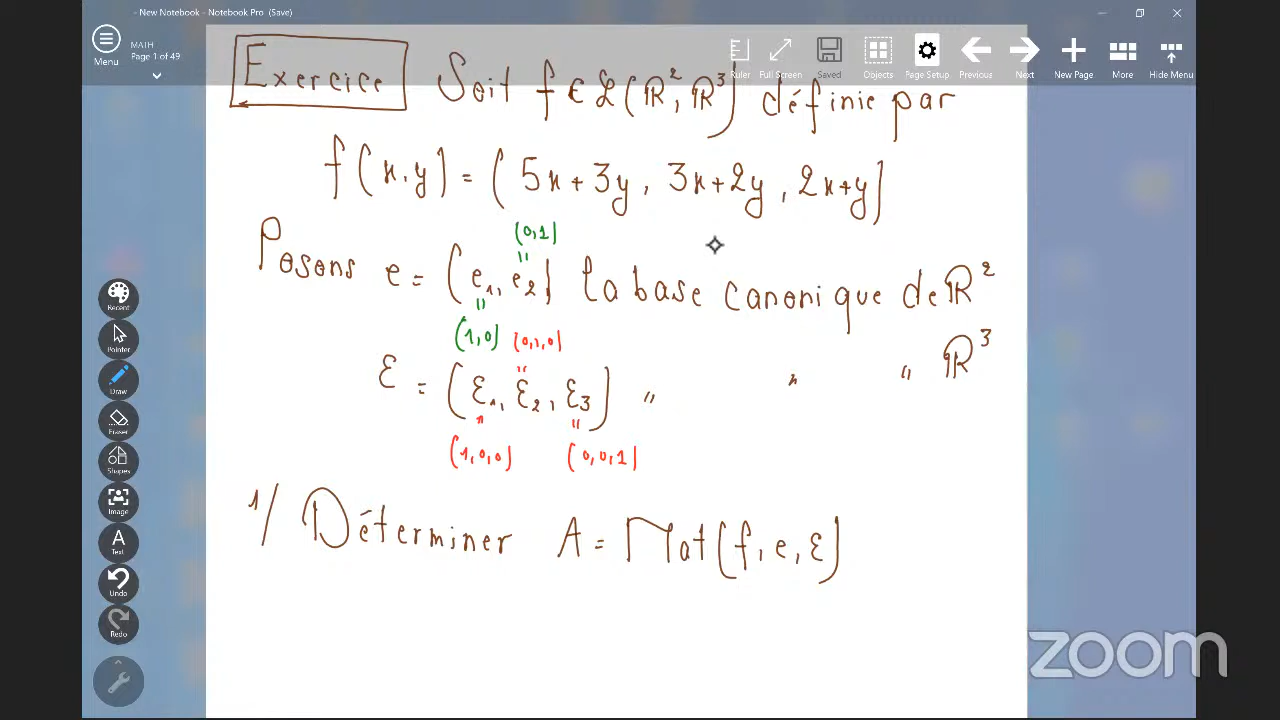 - New Notebook - Notebook Pro (Save)
Menu
MATH
Page 1 of 49
Ruler
Full Screen
Saved
Objects
Page Setup
Previous
Next
New Page
More
Hide Menu
Exercice Soit f ∈ ℒ(ℝ², ℝ³) définie par
f(x,y) = (5x+3y, 3x+2y, 2x+y)
(0,1)
"
Posons e = (e₁, e₂) la base canonique de ℝ²
"
(1,0) (0,1,0)
"
ℰ = (ℰ₁, ℰ₂, ℰ₃) " " " ℝ³
" "
(1,0,0) (0,0,1)
1/ Déterminer A = Mat(f, e, ℰ)
Recent
Pointer
Draw
Eraser
Shapes
Image
A
Text
Undo
Redo
zoom